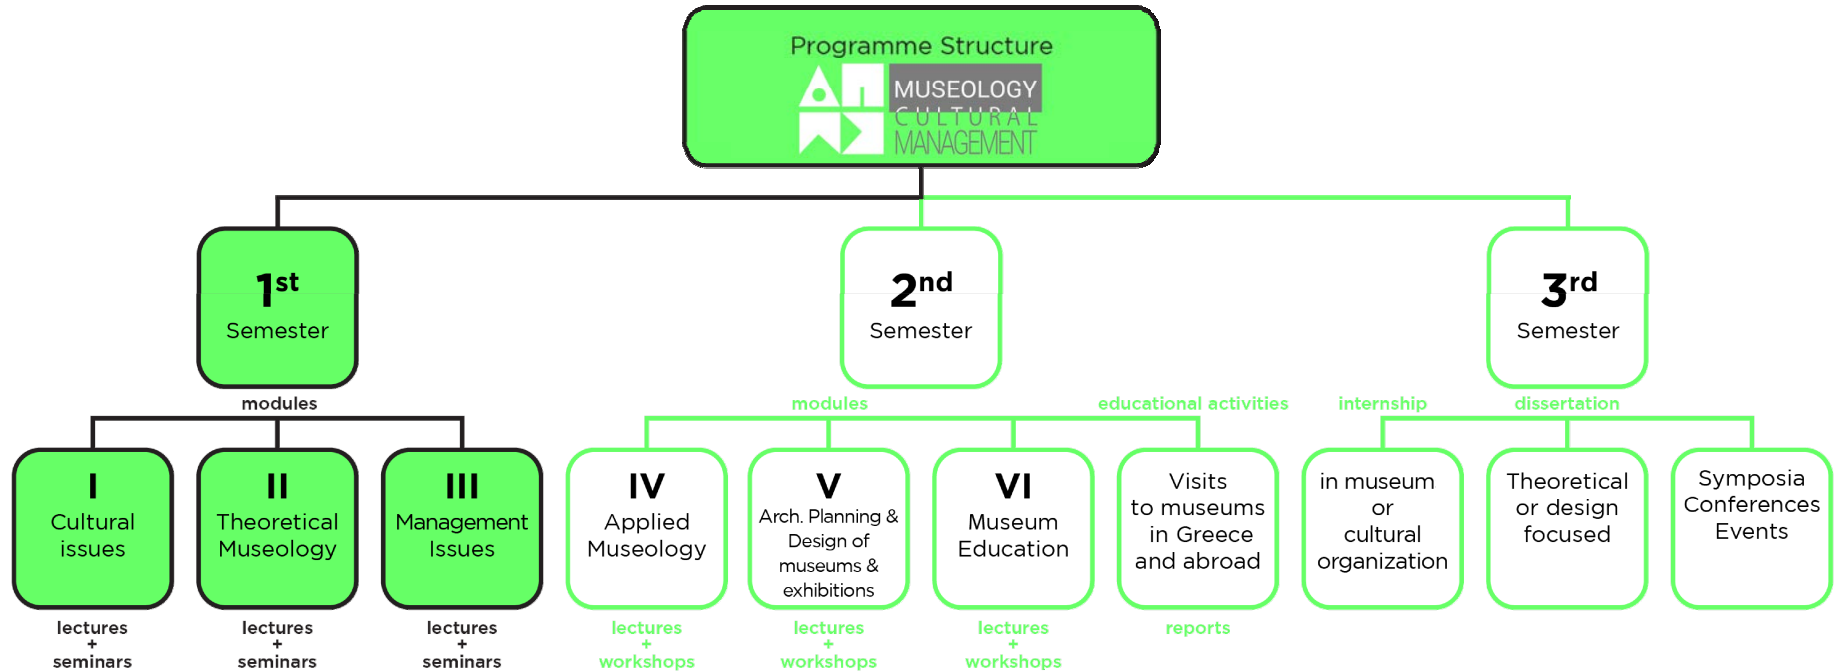 Programme Structure
MUSEOLOGY
CULTURAL
MANAGEMENT
1st
Semester
2nd
Semester
3rd
Semester
modules
modules
educational activities
internship
dissertation
I
Cultural
issues
II
Theoretical
Museology
III
Management
Issues
IV
Applied
Museology
V
Arch. Planning &
Design of
museums &
exhibitions
VI
Museum
Education
Visits
to museums
in Greece
and abroad
in museum
or
cultural
organization
Theoretical
or design
focused
Symposia
Conferences
Events
lectures
+
seminars
lectures
+
seminars
lectures
+
seminars
lectures
+
workshops
lectures
+
workshops
lectures
+
workshops
reports